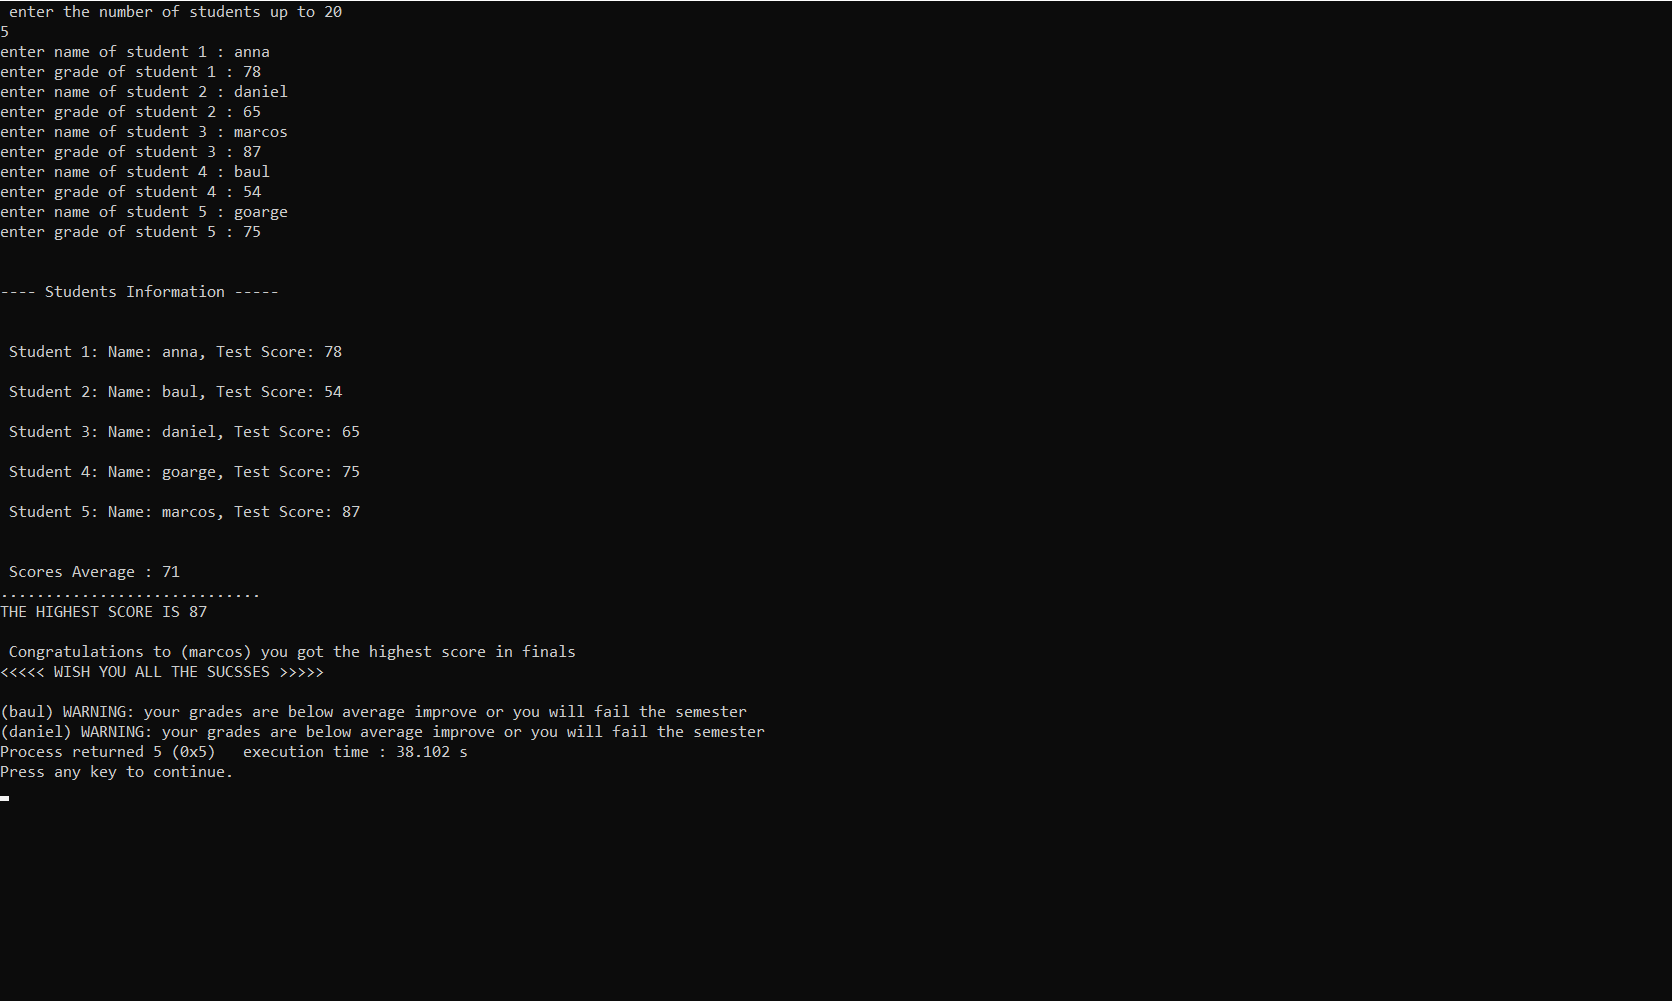 enter the number of students up to 20
5
enter name of student 1 : anna
enter grade of student 1 : 78
enter name of student 2 : daniel
enter grade of student 2 : 65
enter name of student 3 : marcos
enter grade of student 3 : 87
enter name of student 4 : baul
enter grade of student 4 : 54
enter name of student 5 : goarge
enter grade of student 5 : 75
---- Students Information -----
Student 1: Name: anna, Test Score: 78
Student 2: Name: baul, Test Score: 54
Student 3: Name: daniel, Test Score: 65
Student 4: Name: goarge, Test Score: 75
Student 5: Name: marcos, Test Score: 87
Scores Average : 71
.............................
THE HIGHEST SCORE IS 87
Congratulations to (marcos) you got the highest score in finals
<<<<< WISH YOU ALL THE SUCSSES >>>>>
(baul) WARNING: your grades are below average improve or you will fail the semester
(daniel) WARNING: your grades are below average improve or you will fail the semester
Process returned 5 (0x5)   execution time : 38.102 s
Press any key to continue.